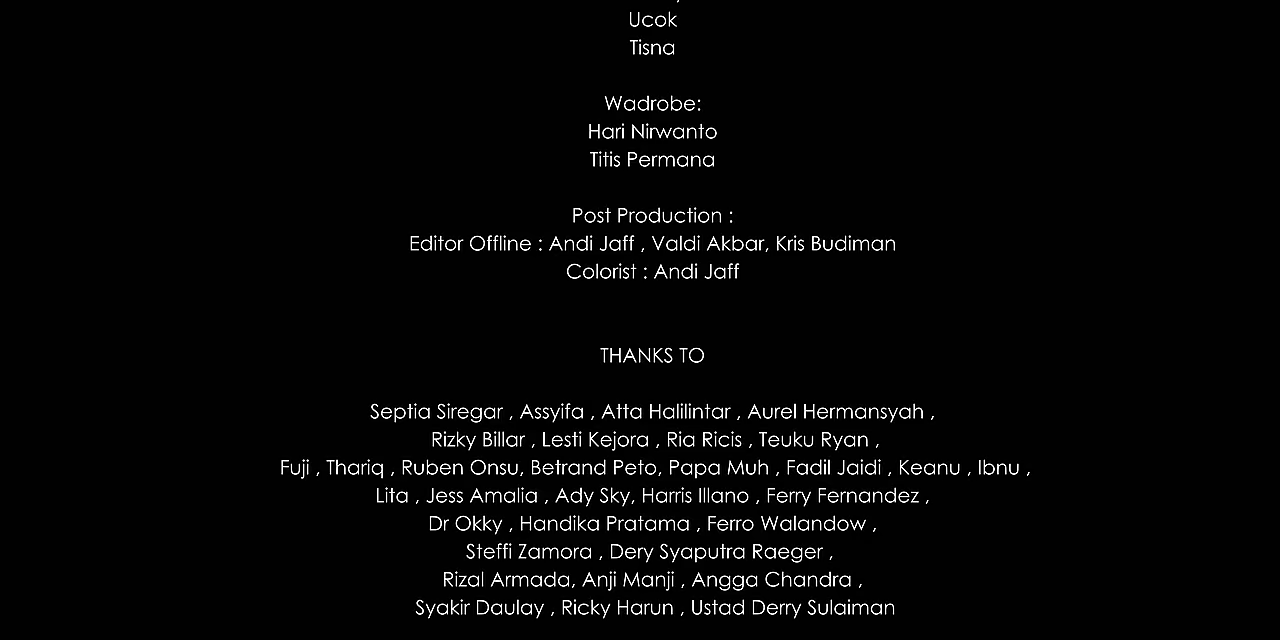 Ucok
Tisna
Wadrobe:
Hari Nirwanto
Titis Permana
Post Production :
Editor Offline : Andi Jaff , Valdi Akbar, Kris Budiman
Colorist : Andi Jaff
THANKS TO
Septia Siregar , Assyifa , Atta Halilintar , Aurel Hermansyah ,
Rizky Billar , Lesti Kejora , Ria Ricis , Teuku Ryan ,
Fuji , Thariq , Ruben Onsu, Betrand Peto, Papa Muh , Fadil Jaidi , Keanu , Ibnu ,
Lita , Jess Amalia , Ady Sky, Harris Illano , Ferry Fernandez ,
Dr Okky , Handika Pratama , Ferro Walandow ,
Steffi Zamora , Dery Syaputra Raeger ,
Rizal Armada, Anji Manji , Angga Chandra ,
Syakir Daulay , Ricky Harun , Ustad Derry Sulaiman